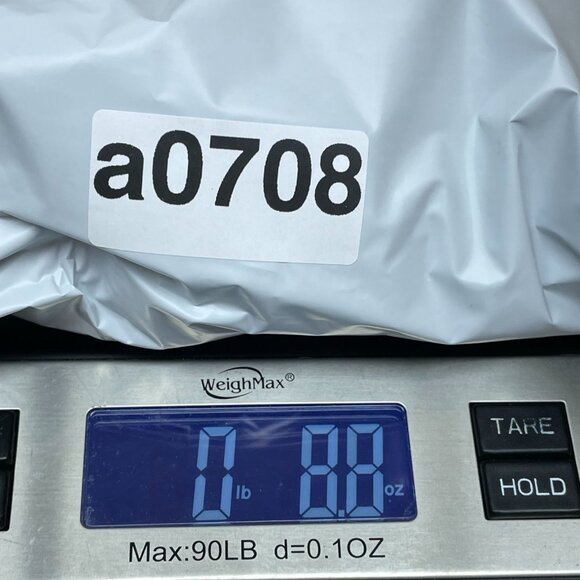 a0708
WeighMax®
0 lb 8.8 oz
TARE
HOLD
Max:90LB d=0.1OZ